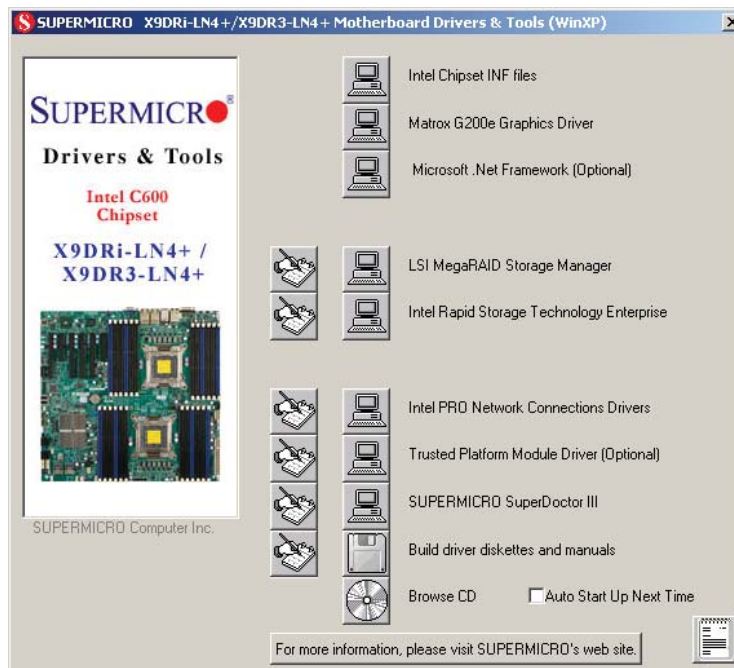 SUPERMICRO X9DRi-LN4+/X9DR3-LN4+ Motherboard Drivers & Tools (WinXP)
SUPERMICRO®
Drivers & Tools
Intel C600
Chipset
X9DRi-LN4+ /
X9DR3-LN4+
SUPERMICRO Computer Inc.
Intel Chipset INF files
Matrox G200e Graphics Driver
Microsoft .Net Framework (Optional)
LSI MegaRAID Storage Manager
Intel Rapid Storage Technology Enterprise
Intel PRO Network Connections Drivers
Trusted Platform Module Driver (Optional)
SUPERMICRO SuperDoctor III
Build driver diskettes and manuals
Browse CD
Auto Start Up Next Time
For more information, please visit SUPERMICRO's web site.